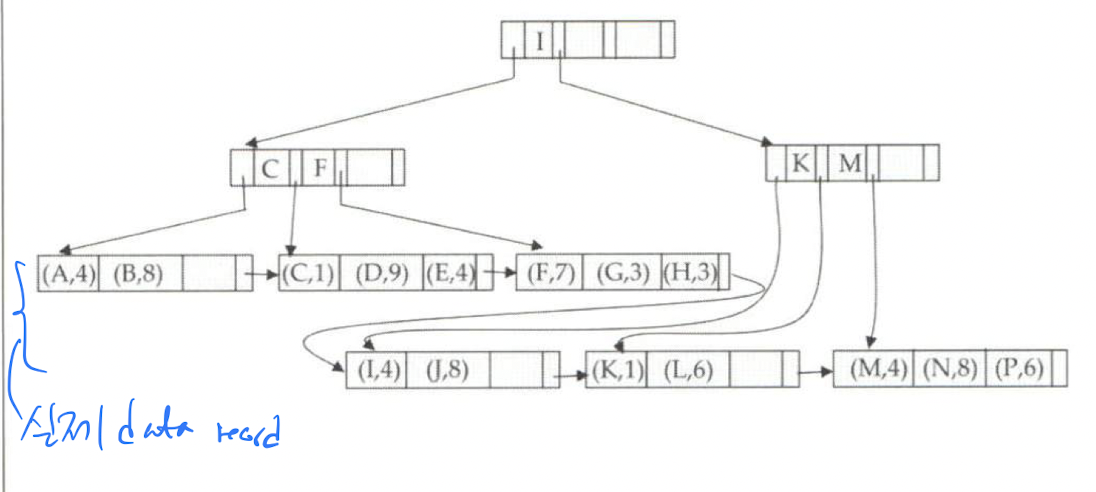 I
C F
K M
(A,4) (B,8) (C,1) (D,9) (E,4) (F,7) (G,3) (H,3)
(I,4) (J,8) (K,1) (L,6) (M,4) (N,8) (P,6)
실제 data record